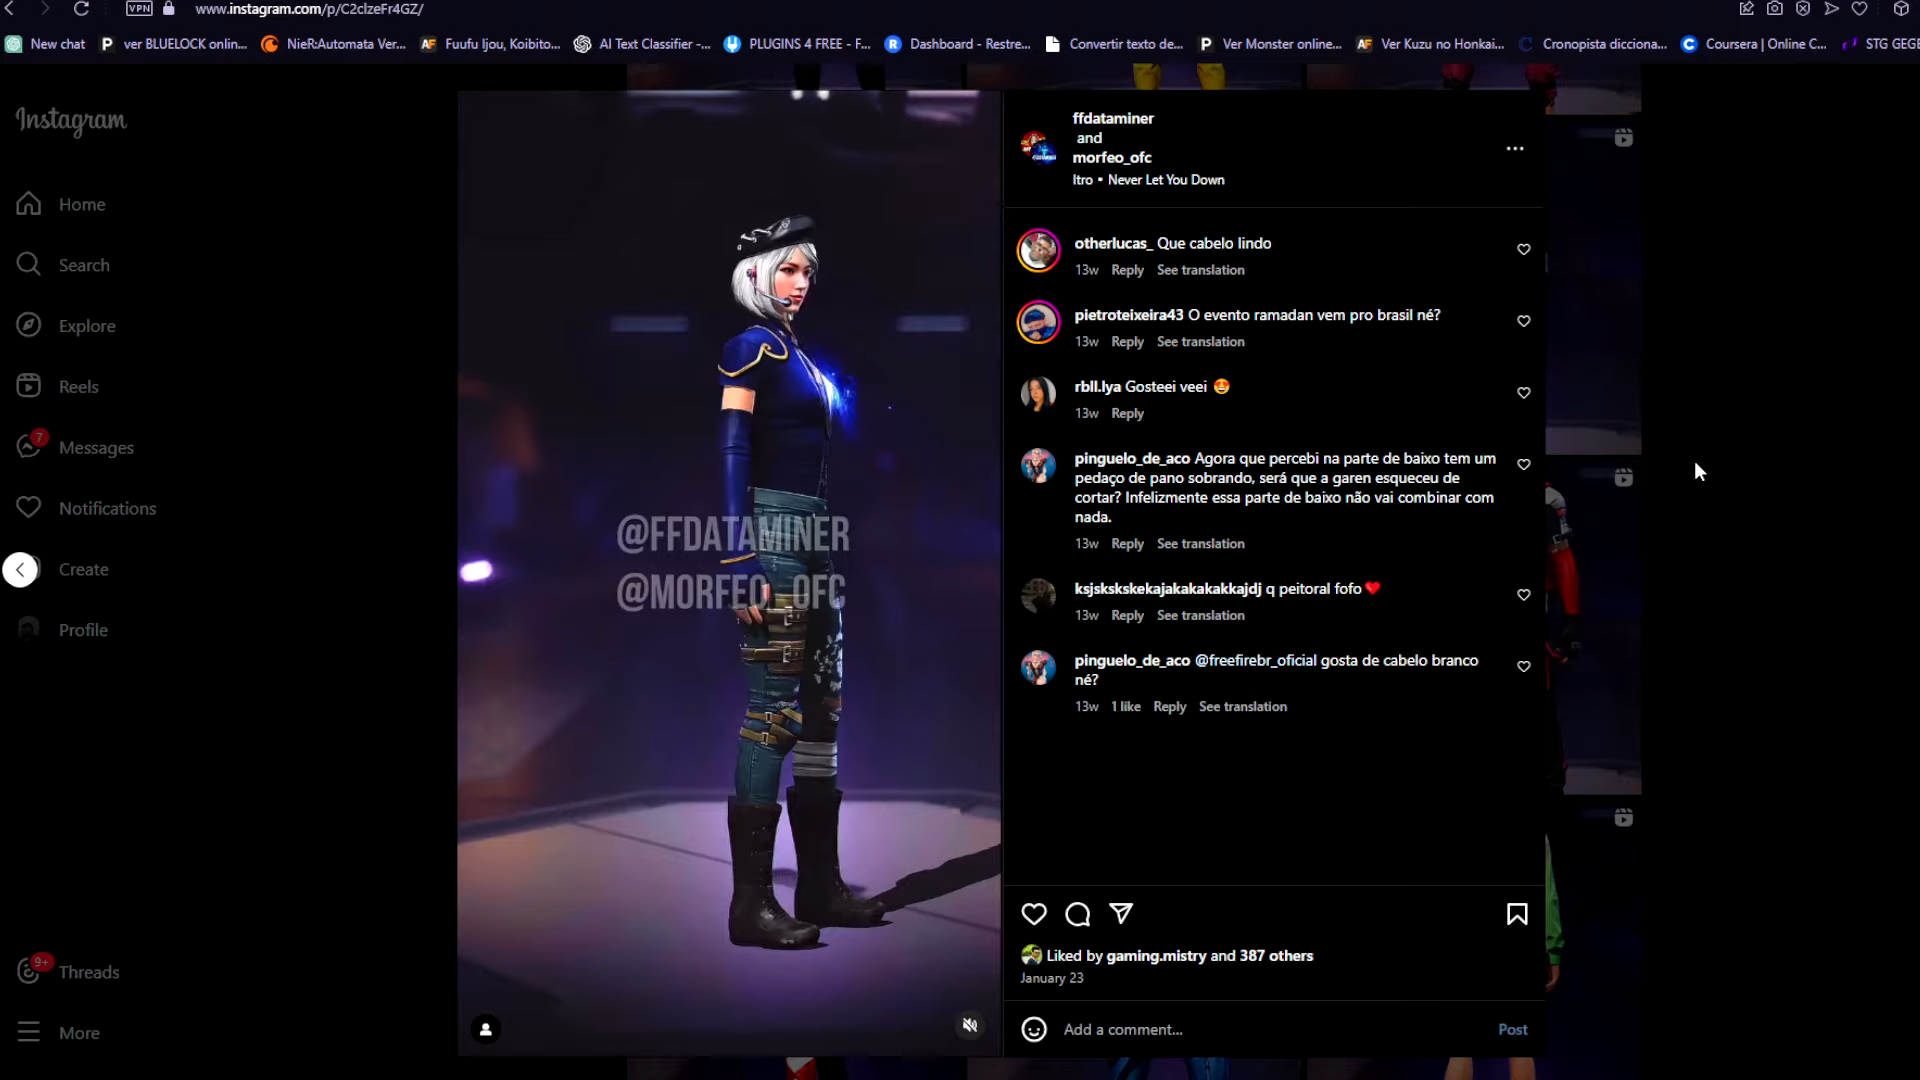 www.instagram.com/p/C2clzeFr4GZ/
VPN
New chat
ver BLUELOCK onlin...
NieR:Automata Ver...
Fuufu Ijou, Koibito...
AI Text Classifier -...
PLUGINS 4 FREE - F...
Dashboard - Restre...
Convertir texto de...
Ver Monster online...
Ver Kuzu no Honkai...
Cronopista dicciona...
Coursera | Online C...
STG GEGE
Instagram
Home
Search
Explore
Reels
7
Messages
Notifications
Create
Profile
9+
Threads
More
@FFDATAMINER
@MORFEO_OFC
ffdataminer
and
morfeo_ofc
Itro • Never Let You Down
otherlucas_ Que cabelo lindo
13w Reply See translation
pietroteixeira43 O evento ramadan vem pro brasil né?
13w Reply See translation
rbll.lya Gosteei veei 🤩
13w Reply
pinguelo_de_aco Agora que percebi na parte de baixo tem um
pedaço de pano sobrando, será que a garen esqueceu de
cortar? Infelizmente essa parte de baixo não vai combinar com
nada.
13w Reply See translation
ksjskskskekajakakakakkajdj q peitoral fofo❤️
13w Reply See translation
pinguelo_de_aco @freefirebr_oficial gosta de cabelo branco
né?
13w 1 like Reply See translation
Liked by gaming.mistry and 387 others
January 23
Add a comment...
Post